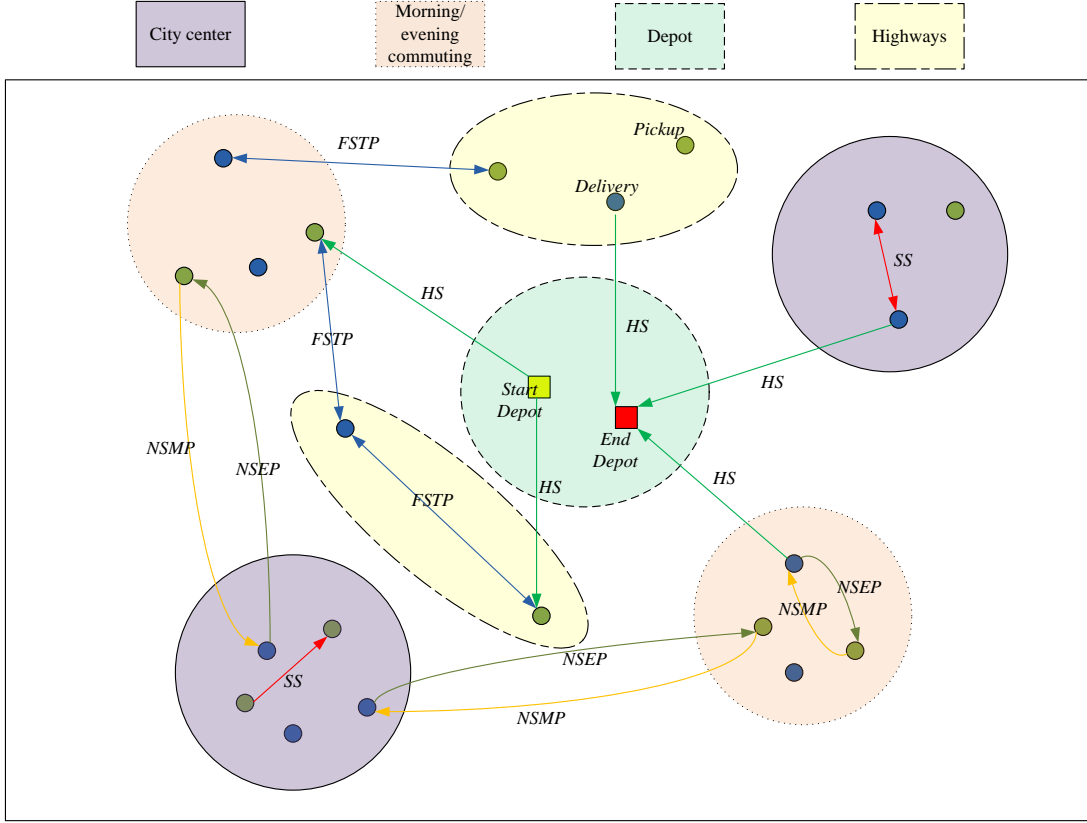 City center
Morning/
evening
commuting
Depot
Highways
FSTP
Pickup
Delivery
SS
HS
HS
FSTP
HS
Start
Depot
End
Depot
NSMP
NSEP
FSTP
HS
HS
NSEP
NSMP
NSEP
SS
NSMP
HS